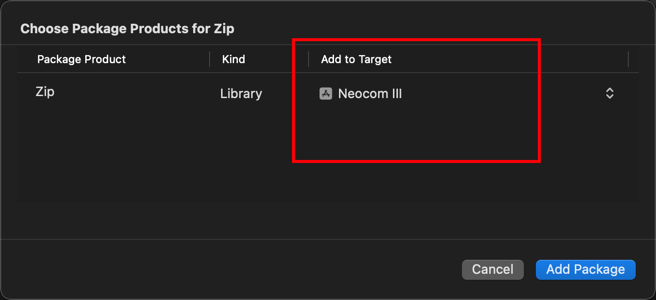 Choose Package Products for Zip
Package Product Kind Add to Target
Zip Library Neocom III
Cancel Add Package